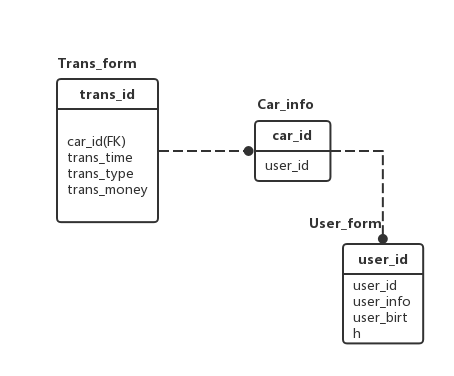 Trans_form
trans_id
car_id(FK)
trans_time
trans_type
trans_money
Car_info
car_id
user_id
User_form
user_id
user_id
user_info
user_birt
h